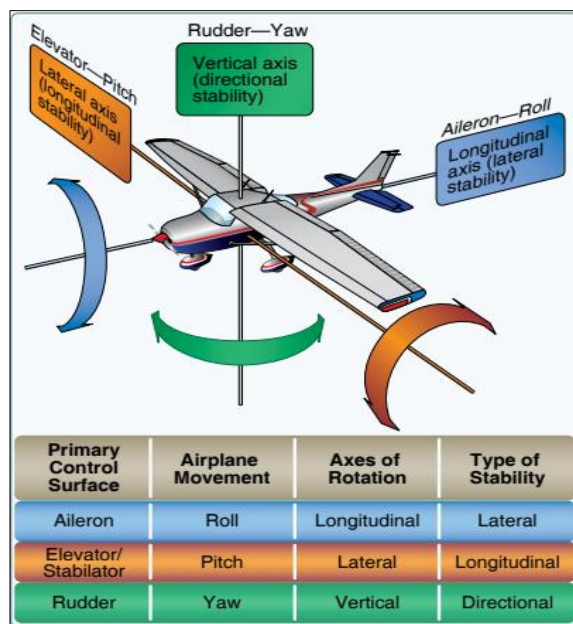 Rudder—Yaw
Vertical axis
(directional
stability)
Elevator—Pitch
Lateral axis
(longitudinal
stability)
Aileron—Roll
Longitudinal
axis (lateral
stability)
Primary Control Surface
Airplane Movement
Axes of Rotation
Type of Stability
Aileron Roll Longitudinal Lateral
Elevator/
Stabilator Pitch Lateral Longitudinal
Rudder Yaw Vertical Directional